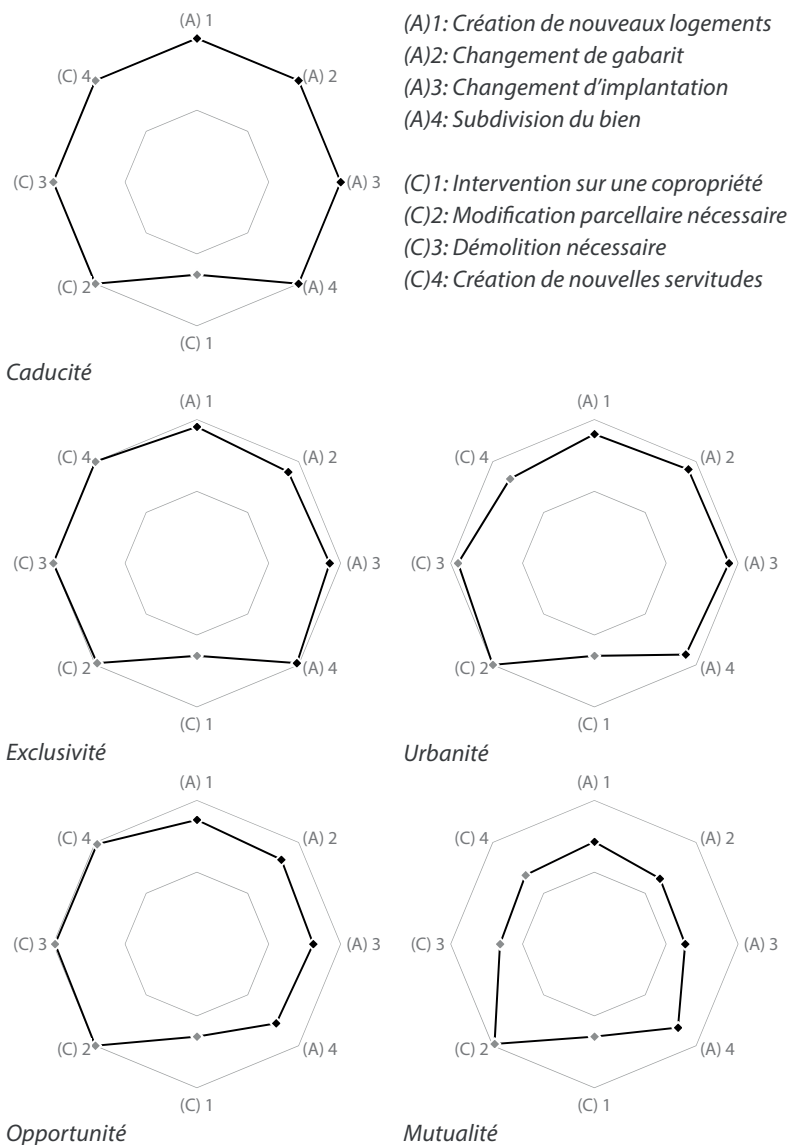 (A) 1
(C) 4
(A) 2
(C) 3
(A) 3
(C) 2
(A) 4
(C) 1
Caducité
(A)1: Création de nouveaux logements
(A)2: Changement de gabarit
(A)3: Changement d'implantation
(A)4: Subdivision du bien
(C)1: Intervention sur une copropriété
(C)2: Modification parcellaire nécessaire
(C)3: Démolition nécessaire
(C)4: Création de nouvelles servitudes
(A) 1
(C) 4
(A) 2
(C) 3
(A) 3
(C) 2
(A) 4
(C) 1
Exclusivité
(A) 1
(C) 4
(A) 2
(C) 3
(A) 3
(C) 2
(A) 4
(C) 1
Urbanité
(A) 1
(C) 4
(A) 2
(C) 3
(A) 3
(C) 2
(A) 4
(C) 1
Opportunité
(A) 1
(C) 4
(A) 2
(C) 3
(A) 3
(C) 2
(A) 4
(C) 1
Mutualité